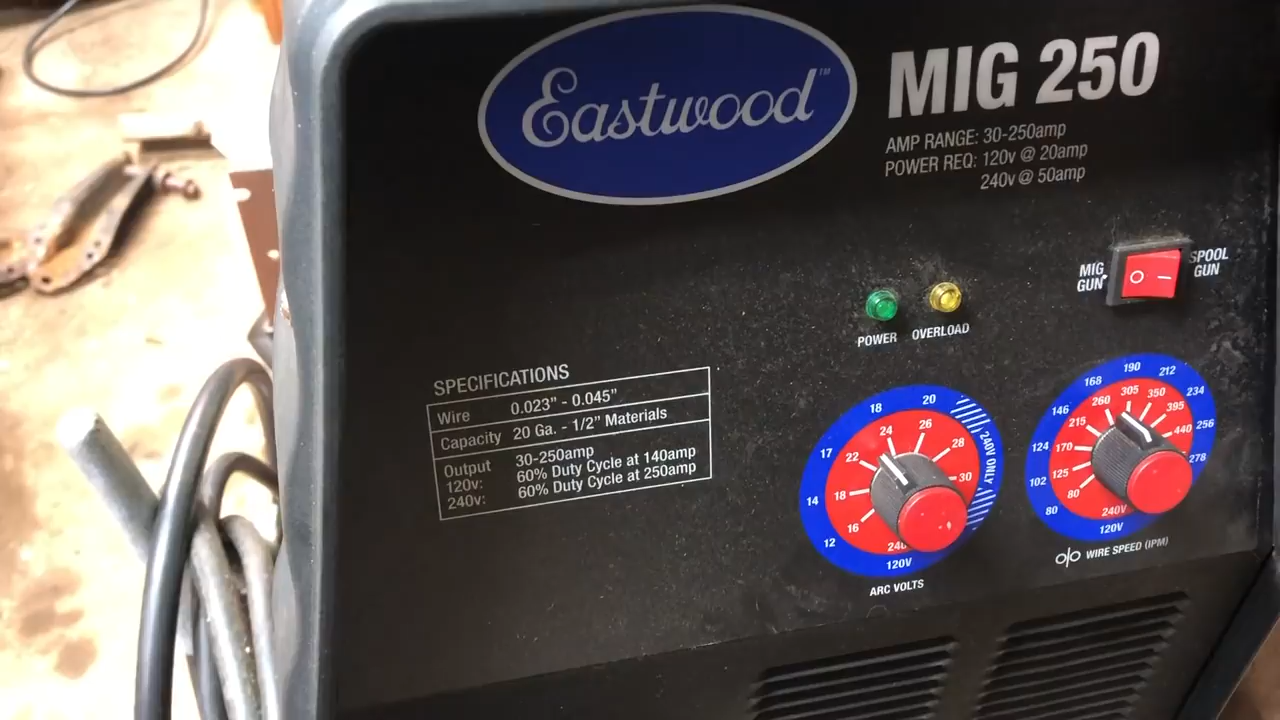 Eastwood™
MIG 250
AMP RANGE: 30-250amp
POWER REQ: 120v @ 20amp
240v @ 50amp
MIG
GUN
SPOOL
GUN
POWER
OVERLOAD
SPECIFICATIONS
Wire 0.023" - 0.045"
Capacity 20 Ga. - 1/2" Materials
Output 30-250amp
120v: 60% Duty Cycle at 140amp
240v: 60% Duty Cycle at 250amp
12 14 17 18 20
240V ONLY
16 18 22 24 26 28 30
120V
ARC VOLTS
80 102 124 146 168 190 212 234 256 278
80 125 170 215 260 305 350 395 440
240V
120V
WIRE SPEED (IPM)